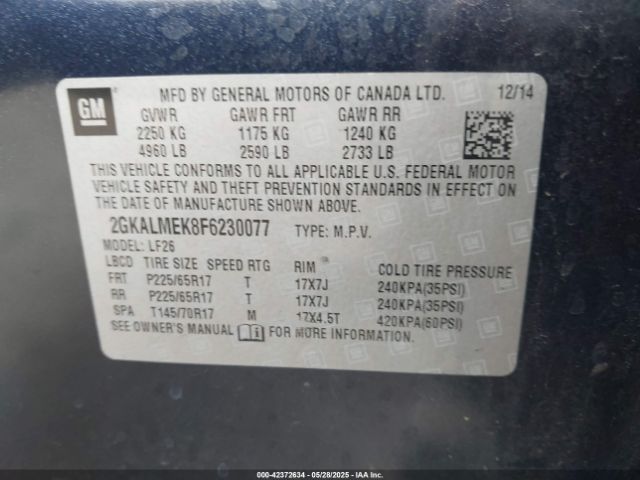 GM
MFD BY GENERAL MOTORS OF CANADA LTD. 12/14
GVWR GAWR FRT GAWR RR
2250 KG 1175 KG 1240 KG
4960 LB 2590 LB 2733 LB
THIS VEHICLE CONFORMS TO ALL APPLICABLE U.S. FEDERAL MOTOR
VEHICLE SAFETY AND THEFT PREVENTION STANDARDS IN EFFECT ON
THE DATE OF MANUFACTURE SHOWN ABOVE.
2GKALMEK8F6230077 TYPE: M.P.V.
MODEL: LF26
LBCD TIRE SIZE SPEED RTG RIM COLD TIRE PRESSURE
FRT P225/65R17 T 17X7J 240KPA(35PSI)
RR P225/65R17 T 17X7J 240KPA(35PSI)
SPA T145/70R17 M 17X4.5T 420KPA(60PSI)
SEE OWNER'S MANUAL FOR MORE INFORMATION.
000-42372634 05/28/2025 IAA Holdings, LLC.